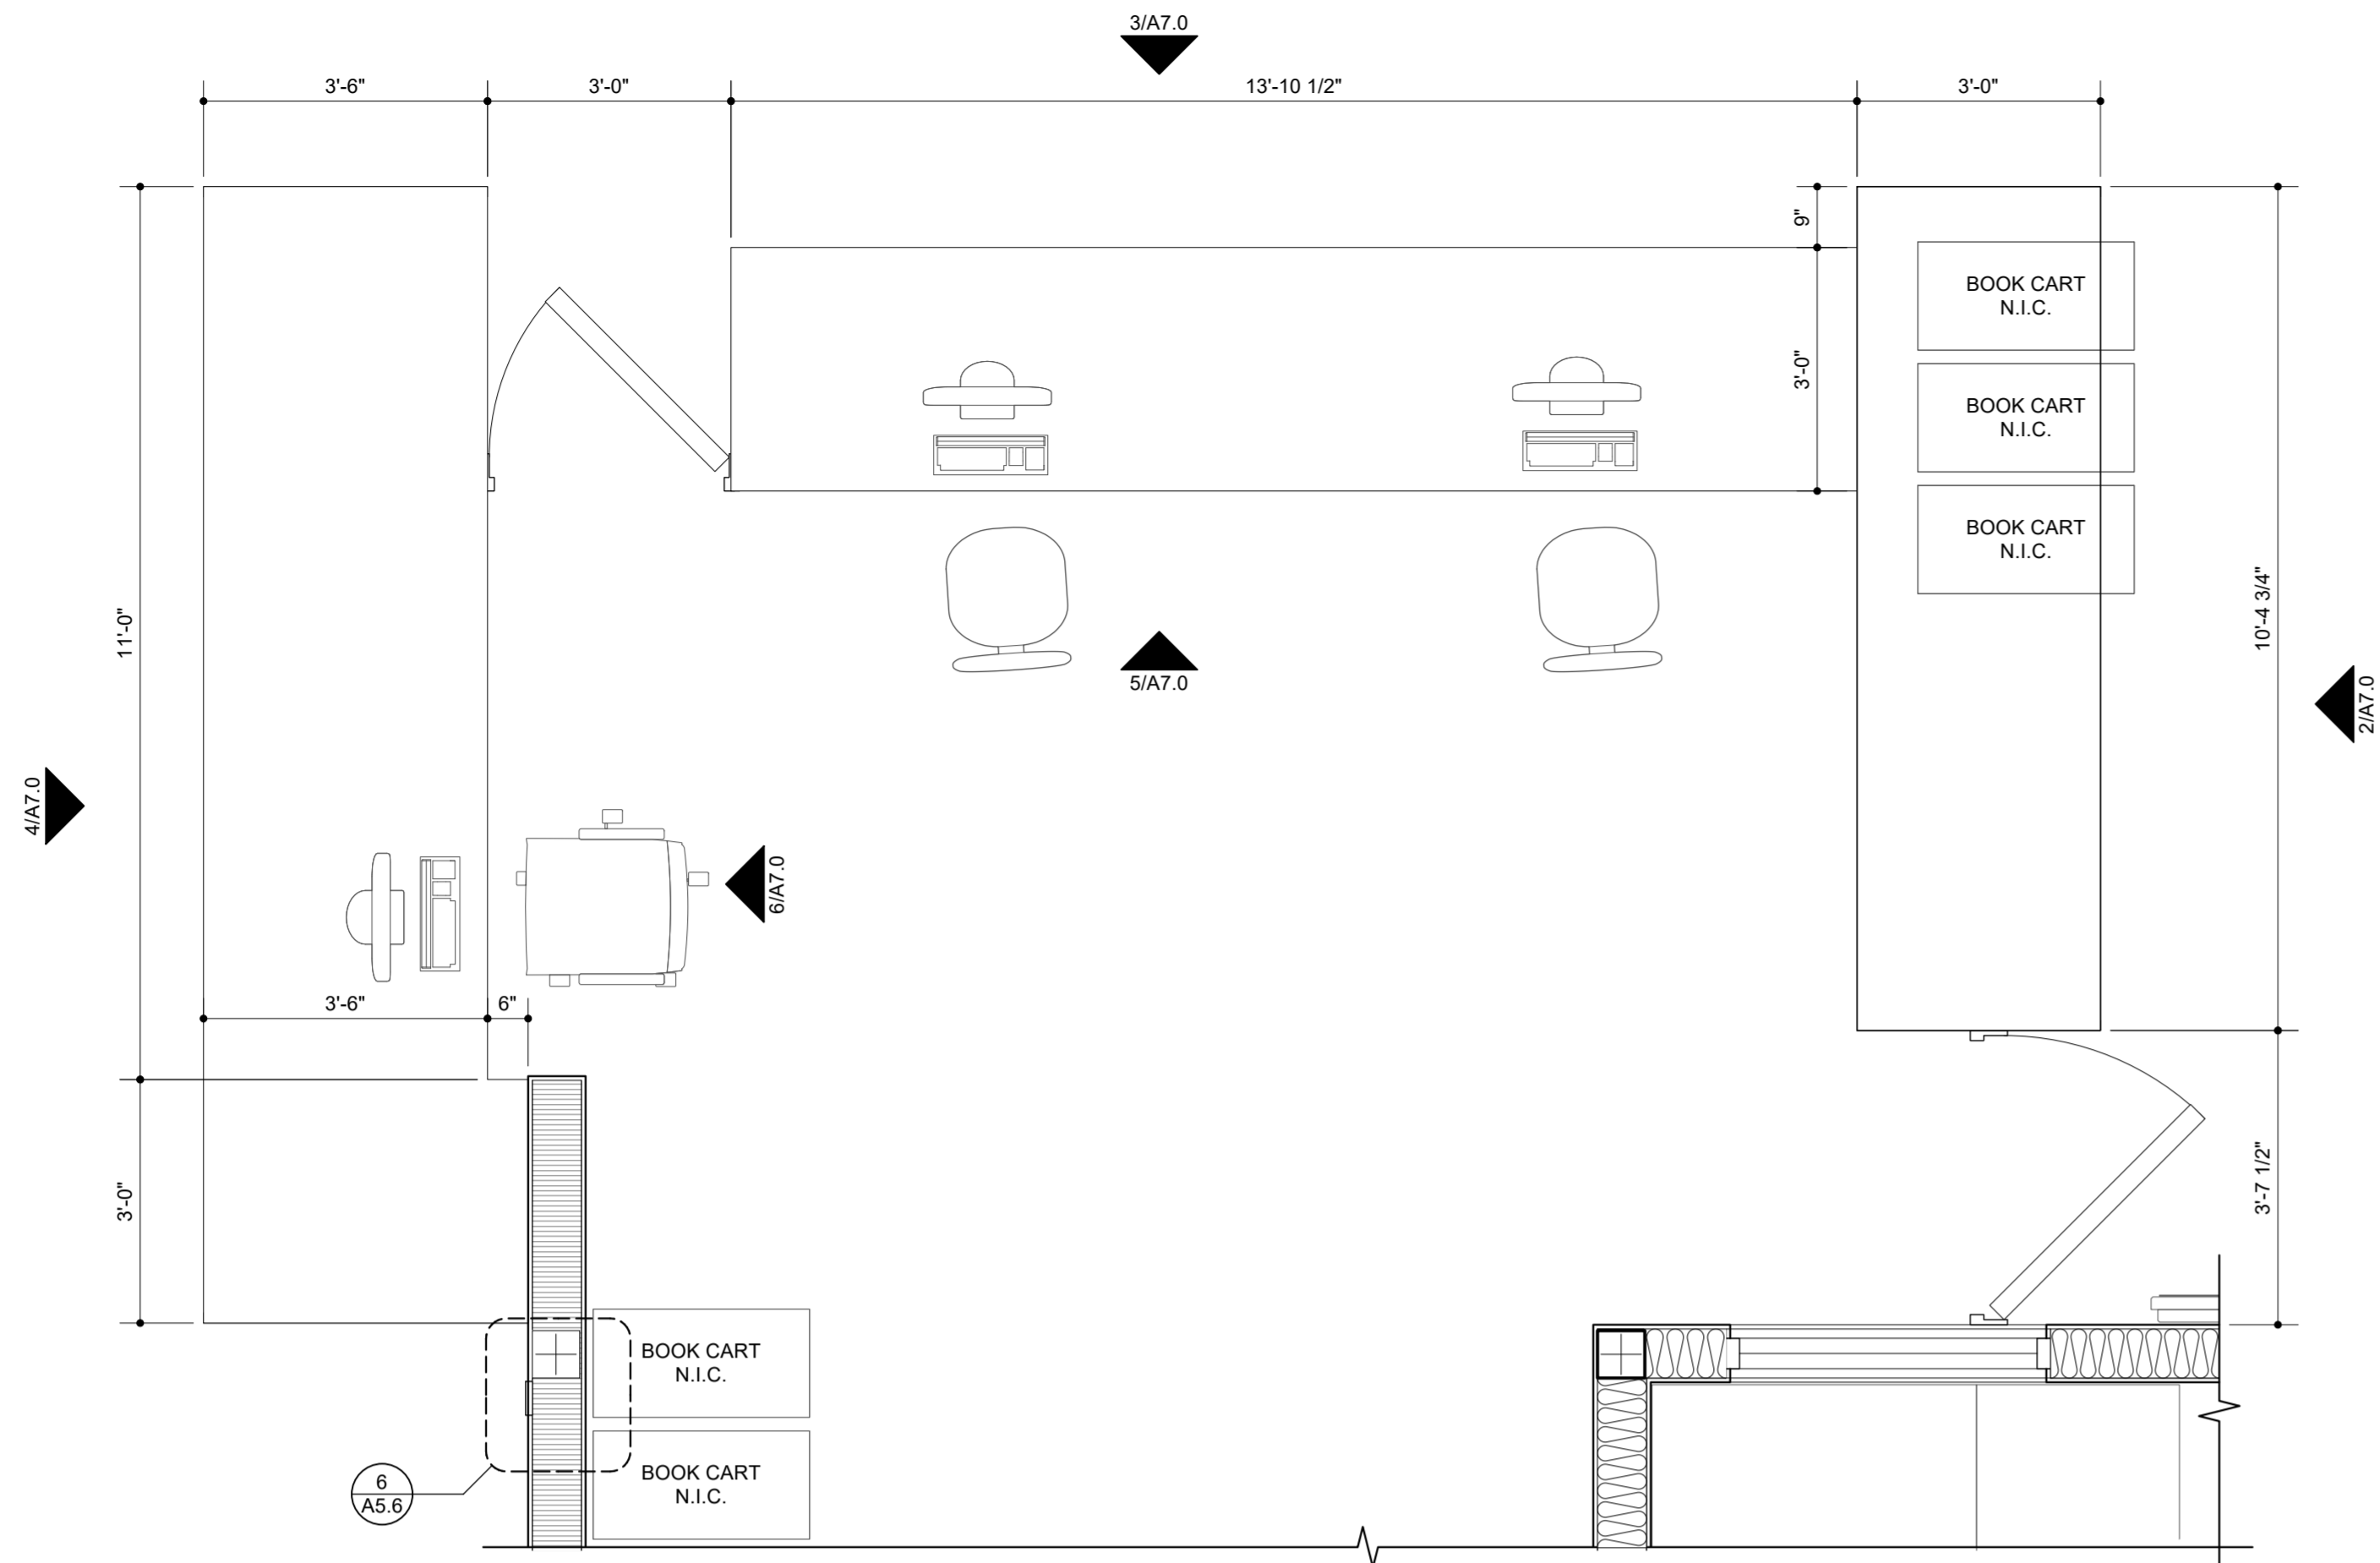 3/A7.0
3'-6"
3'-0"
13'-10 1/2"
3'-0"
9"
BOOK CART
N.I.C.
3'-0"
BOOK CART
N.I.C.
BOOK CART
N.I.C.
11'-0"
10'-4 3/4"
5/A7.0
2/A7.0
4/A7.0
6/A7.0
3'-6"
6"
3'-0"
3'-7 1/2"
BOOK CART
N.I.C.
BOOK CART
N.I.C.
6
A5.6